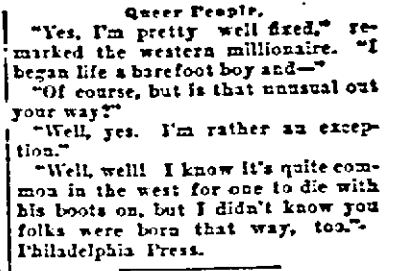 Queer People.
"Yes, I'm pretty well fixed," re-
marked the western millionaire. "I
began life a barefoot boy and—"
"Of course, but is that unusual out
your way?"
"Well, yes. I'm rather an excep-
tion."
"Well, well! I know it's quite com-
mon in the west for one to die with
his boots on, but I didn't know you
folks were born that way, too."-
Philadelphia Press.